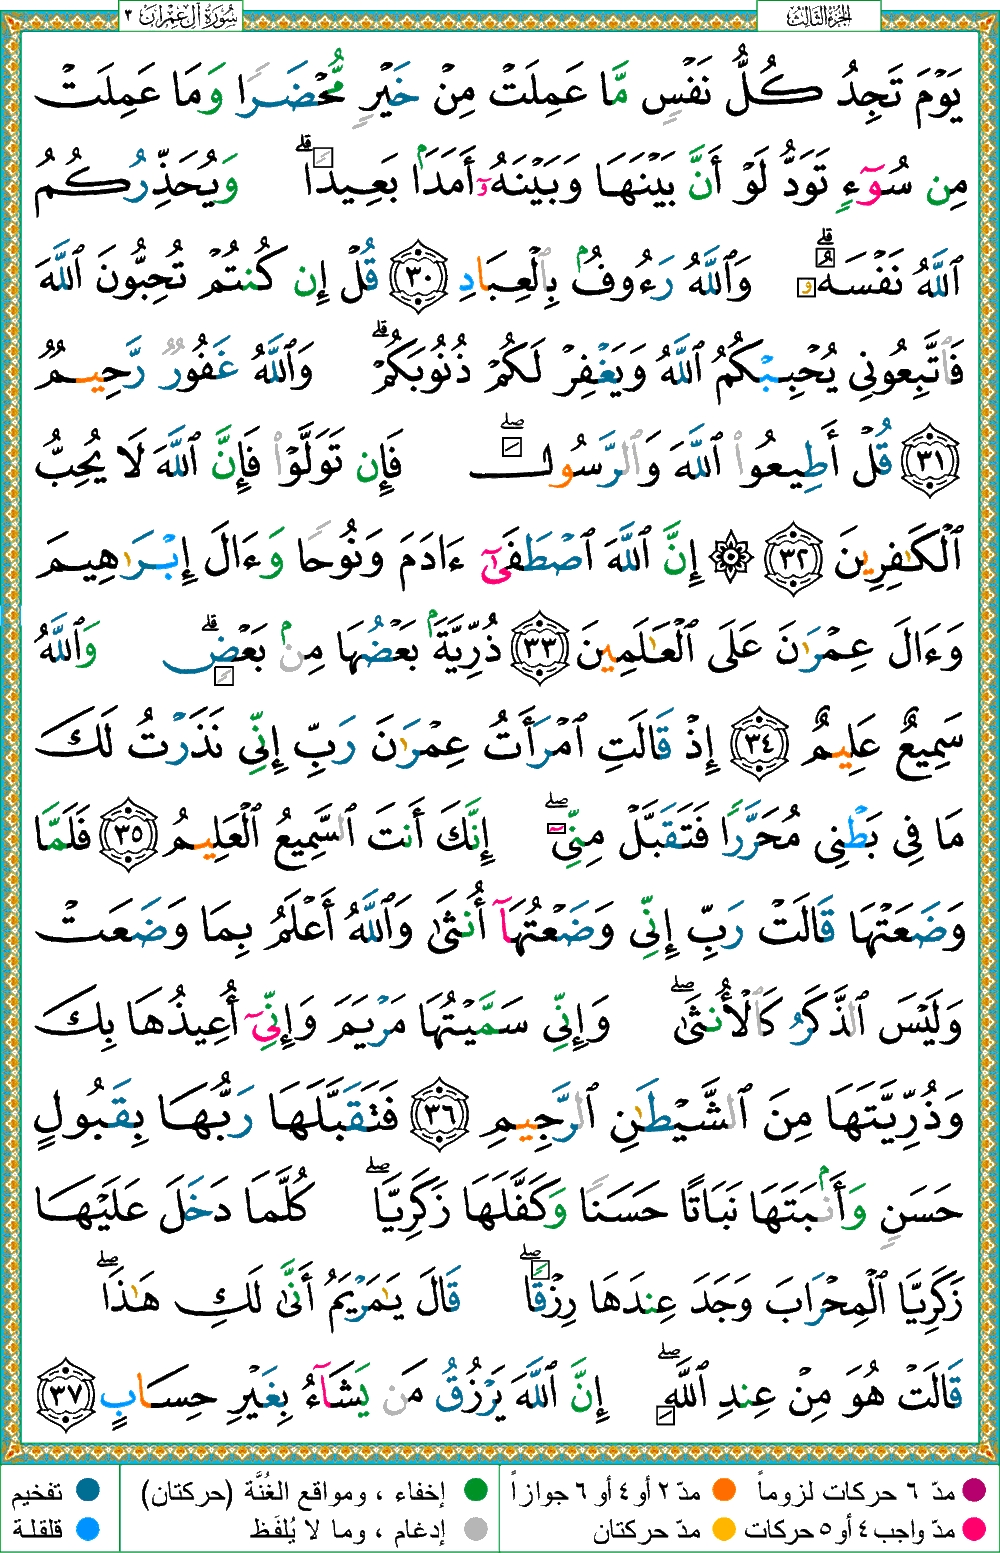 سُورَةُ آلِ عِمْرَانَ ٣
الجُزءُ الثَّالِثُ
يَوْمَ تَجِدُ كُلُّ نَفْسٍ مَّا عَمِلَتْ مِنْ خَيْرٍ مُّحْضَرًا وَمَا عَمِلَتْ
مِن سُوٓءٍ تَوَدُّ لَوْ أَنَّ بَيْنَهَا وَبَيْنَهُۥٓ أَمَدَۢا بَعِيدًا ۗ وَيُحَذِّرُكُمُ
ٱللَّهُ نَفْسَهُۥ ۗ وَٱللَّهُ رَءُوفُۢ بِٱلْعِبَادِ ٣٠ قُلْ إِن كُنتُمْ تُحِبُّونَ ٱللَّهَ
فَٱتَّبِعُونِى يُحْبِبْكُمُ ٱللَّهُ وَيَغْفِرْ لَكُمْ ذُنُوبَكُمْ ۗ وَٱللَّهُ غَفُورٌ رَّحِيمٌ
٣١ قُلْ أَطِيعُوا۟ ٱللَّهَ وَٱلرَّسُولَ ۖ فَإِن تَوَلَّوْا۟ فَإِنَّ ٱللَّهَ لَا يُحِبُّ
ٱلْكَـٰفِرِينَ ٣٢ ۞ إِنَّ ٱللَّهَ ٱصْطَفَىٰٓ ءَادَمَ وَنُوحًا وَءَالَ إِبْرَٰهِيمَ
وَءَالَ عِمْرَٰنَ عَلَى ٱلْعَـٰلَمِينَ ٣٣ ذُرِّيَّةَۢ بَعْضُهَا مِنۢ بَعْضٍ ۗ وَٱللَّهُ
سَمِيعٌ عَلِيمٌ ٣٤ إِذْ قَالَتِ ٱمْرَأَتُ عِمْرَٰنَ رَبِّ إِنِّى نَذَرْتُ لَكَ
مَا فِى بَطْنِى مُحَرَّرًا فَتَقَبَّلْ مِنِّىٓ ۖ إِنَّكَ أَنتَ ٱلسَّمِيعُ ٱلْعَلِيمُ ٣٥ فَلَمَّا
وَضَعَتْهَا قَالَتْ رَبِّ إِنِّى وَضَعْتُهَآ أُنثَىٰ وَٱللَّهُ أَعْلَمُ بِمَا وَضَعَتْ
وَلَيْسَ ٱلذَّكَرُ كَٱلْأُنثَىٰ ۖ وَإِنِّى سَمَّيْتُهَا مَرْيَمَ وَإِنِّىٓ أُعِيذُهَا بِكَ
وَذُرِّيَّتَهَا مِنَ ٱلشَّيْطَـٰنِ ٱلرَّجِيمِ ٣٦ فَتَقَبَّلَهَا رَبُّهَا بِقَبُولٍ
حَسَنٍ وَأَنۢبَتَهَا نَبَاتًا حَسَنًا وَكَفَّلَهَا زَكَرِيَّا ۖ كُلَّمَا دَخَلَ عَلَيْهَا
زَكَرِيَّا ٱلْمِحْرَابَ وَجَدَ عِندَهَا رِزْقًا ۖ قَالَ يَـٰمَرْيَمُ أَنَّىٰ لَكِ هَـٰذَا ۖ
قَالَتْ هُوَ مِنْ عِندِ ٱللَّهِ ۖ إِنَّ ٱللَّهَ يَرْزُقُ مَن يَشَآءُ بِغَيْرِ حِسَابٍ ٣٧
مدّ ٦ حركات لزوماً
مدّ ٢ أو ٤ أو ٦ جوازاً
إخفاء ، ومواقع الغُنَّة (حركتان)
تفخيم
مدّ واجب ٤ أو ٥ حركات
مدّ حركتان
إدغام ، وما لا يُلفَظ
قلقلة